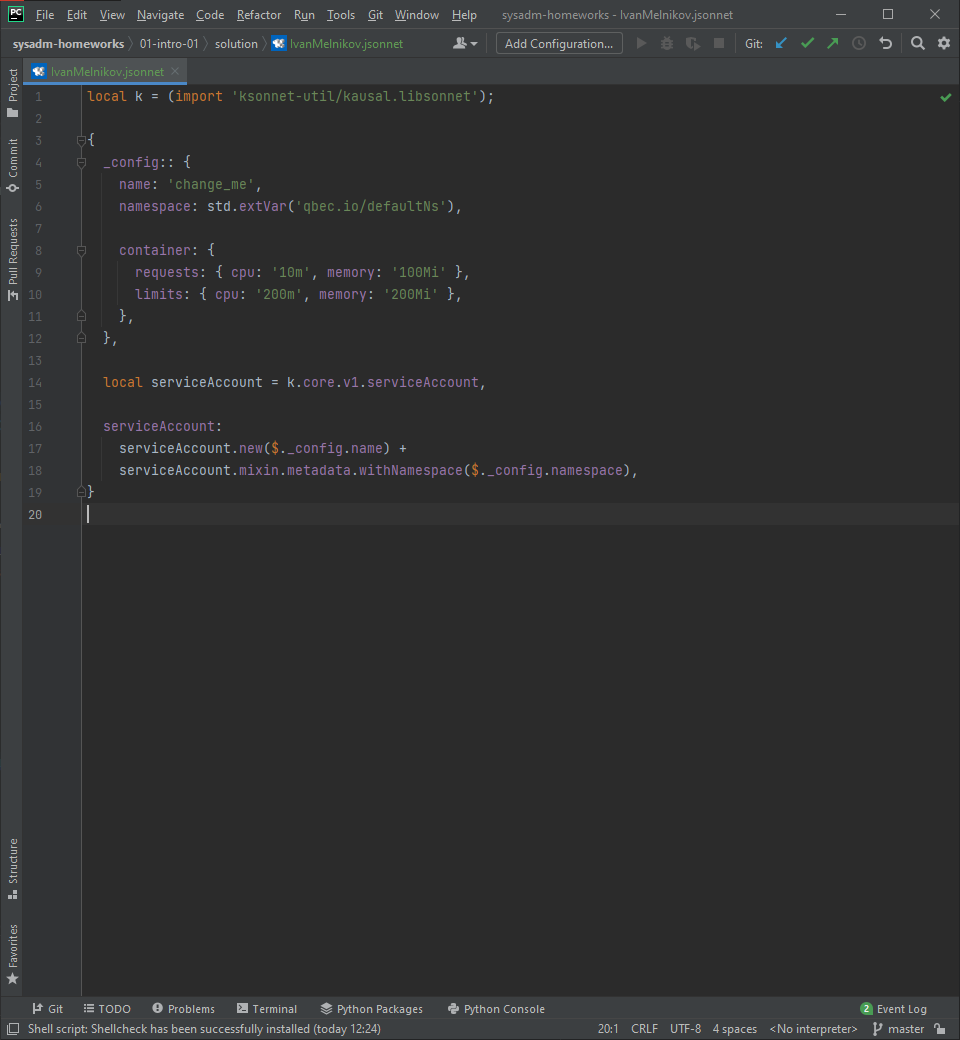 PC File Edit View Navigate Code Refactor Run Tools Git Window Help sysadm-homeworks - IvanMelnikov.jsonnet
sysadm-homeworks 01-intro-01 solution IvanMelnikov.jsonnet Add Configuration... Git:
IvanMelnikov.jsonnet
Project
Commit
Pull Requests
Structure
Favorites
1 local k = (import 'ksonnet-util/kausal.libsonnet');
2
3 {
4   _config:: {
5     name: 'change_me',
6     namespace: std.extVar('qbec.io/defaultNs'),
7
8     container: {
9       requests: { cpu: '10m', memory: '100Mi' },
10       limits: { cpu: '200m', memory: '200Mi' },
11     },
12   },
13
14   local serviceAccount = k.core.v1.serviceAccount,
15
16   serviceAccount:
17     serviceAccount.new($._config.name) +
18     serviceAccount.mixin.metadata.withNamespace($._config.namespace),
19 }
20
Git TODO Problems Terminal Python Packages Python Console 2 Event Log
Shell script: Shellcheck has been successfully installed (today 12:24) 20:1 CRLF UTF-8 4 spaces <No interpreter> master